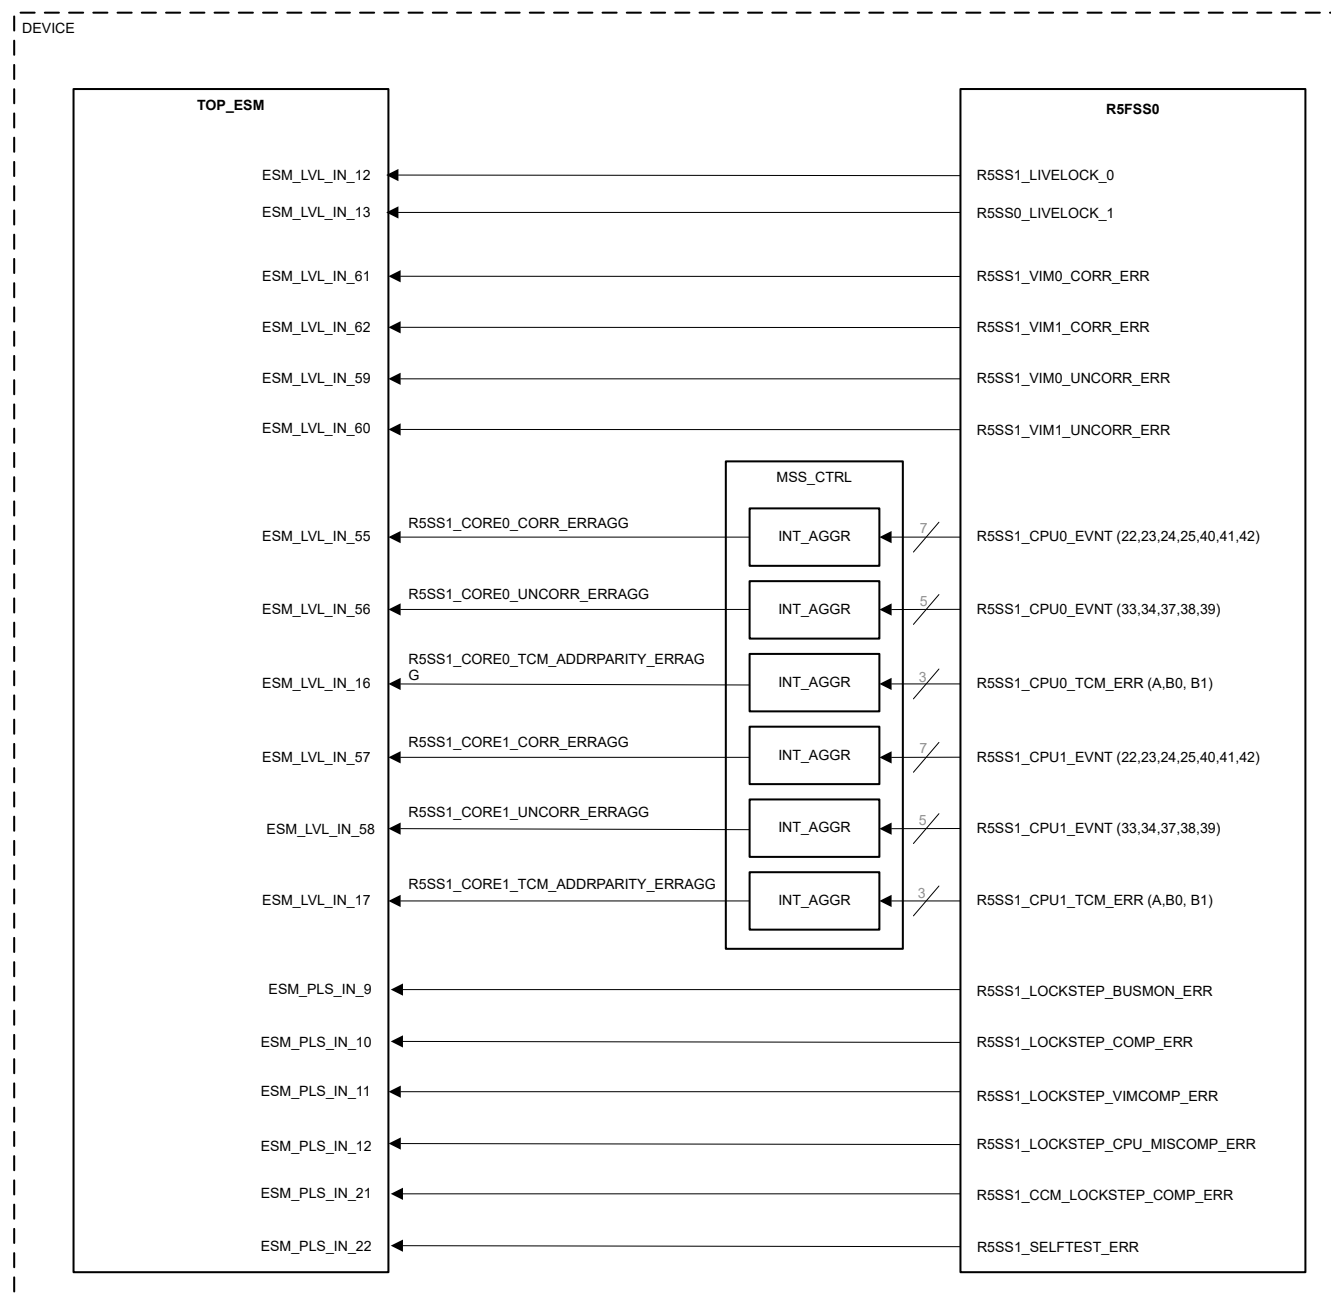 DEVICE
TOP_ESM
R5FSS0
ESM_LVL_IN_12
R5SS1_LIVELOCK_0
ESM_LVL_IN_13
R5SS0_LIVELOCK_1
ESM_LVL_IN_61
R5SS1_VIM0_CORR_ERR
ESM_LVL_IN_62
R5SS1_VIM1_CORR_ERR
ESM_LVL_IN_59
R5SS1_VIM0_UNCORR_ERR
ESM_LVL_IN_60
R5SS1_VIM1_UNCORR_ERR
MSS_CTRL
ESM_LVL_IN_55
R5SS1_CORE0_CORR_ERRAGG
INT_AGGR
7
R5SS1_CPU0_EVNT (22,23,24,25,40,41,42)
ESM_LVL_IN_56
R5SS1_CORE0_UNCORR_ERRAGG
INT_AGGR
5
R5SS1_CPU0_EVNT (33,34,37,38,39)
ESM_LVL_IN_16
R5SS1_CORE0_TCM_ADDRPARITY_ERRAG
G
INT_AGGR
3
R5SS1_CPU0_TCM_ERR (A,B0, B1)
ESM_LVL_IN_57
R5SS1_CORE1_CORR_ERRAGG
INT_AGGR
7
R5SS1_CPU1_EVNT (22,23,24,25,40,41,42)
ESM_LVL_IN_58
R5SS1_CORE1_UNCORR_ERRAGG
INT_AGGR
5
R5SS1_CPU1_EVNT (33,34,37,38,39)
ESM_LVL_IN_17
R5SS1_CORE1_TCM_ADDRPARITY_ERRAGG
INT_AGGR
3
R5SS1_CPU1_TCM_ERR (A,B0, B1)
ESM_PLS_IN_9
R5SS1_LOCKSTEP_BUSMON_ERR
ESM_PLS_IN_10
R5SS1_LOCKSTEP_COMP_ERR
ESM_PLS_IN_11
R5SS1_LOCKSTEP_VIMCOMP_ERR
ESM_PLS_IN_12
R5SS1_LOCKSTEP_CPU_MISCOMP_ERR
ESM_PLS_IN_21
R5SS1_CCM_LOCKSTEP_COMP_ERR
ESM_PLS_IN_22
R5SS1_SELFTEST_ERR